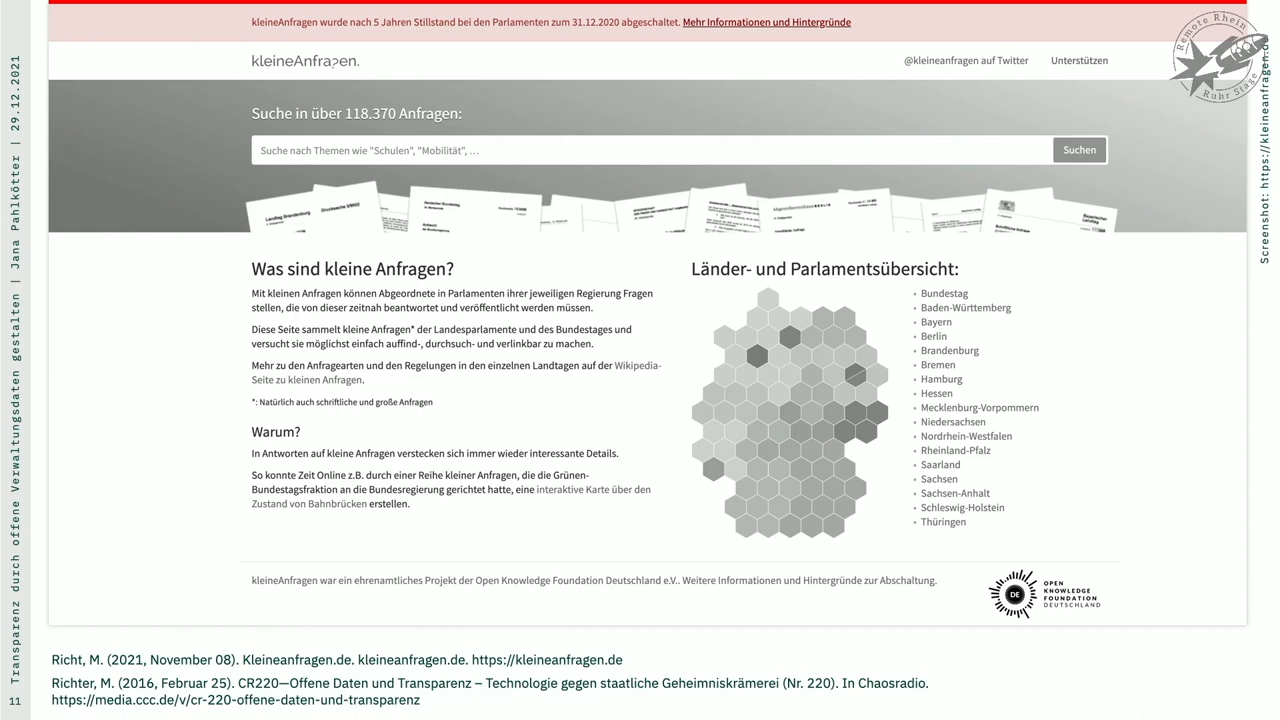 kleineAnfragen wurde nach 5 Jahren Stillstand bei den Parlamenten zum 31.12.2020 abgeschaltet. Mehr Informationen und Hintergründe
kleineAnfragen.
@kleineanfragen auf Twitter
Unterstützen
Remote Rhein
Ruhr Stage
Suche in über 118.370 Anfragen:
Suche nach Themen wie "Schulen", "Mobilität", …
Suchen
Landtag Brandenburg
Drucksache
Deutscher Bundestag
Antwort
Abgeordnetenhaus BERLIN
Bayerischer
Landtag
Was sind kleine Anfragen?
Mit kleinen Anfragen können Abgeordnete in Parlamenten ihrer jeweiligen Regierung Fragen
stellen, die von dieser zeitnah beantwortet und veröffentlicht werden müssen.
Diese Seite sammelt kleine Anfragen* der Landesparlamente und des Bundestages und
versucht sie möglichst einfach auffind-, durchsuch- und verlinkbar zu machen.
Mehr zu den Anfragearten und den Regelungen in den einzelnen Landtagen auf der Wikipedia-
Seite zu kleinen Anfragen.
*: Natürlich auch schriftliche und große Anfragen
Warum?
In Antworten auf kleine Anfragen verstecken sich immer wieder interessante Details.
So konnte Zeit Online z.B. durch einer Reihe kleiner Anfragen, die die Grünen-
Bundestagsfraktion an die Bundesregierung gerichtet hatte, eine interaktive Karte über den
Zustand von Bahnbrücken erstellen.
Länder- und Parlamentsübersicht:
• Bundestag
• Baden-Württemberg
• Bayern
• Berlin
• Brandenburg
• Bremen
• Hamburg
• Hessen
• Mecklenburg-Vorpommern
• Niedersachsen
• Nordrhein-Westfalen
• Rheinland-Pfalz
• Saarland
• Sachsen
• Sachsen-Anhalt
• Schleswig-Holstein
• Thüringen
kleineAnfragen war ein ehrenamtliches Projekt der Open Knowledge Foundation Deutschland e.V.. Weitere Informationen und Hintergründe zur Abschaltung.
DE
OPEN
KNOWLEDGE
FOUNDATION
DEUTSCHLAND
Richt, M. (2021, November 08). Kleineanfragen.de. kleineanfragen.de. https://kleineanfragen.de
Richter, M. (2016, Februar 25). CR220—Offene Daten und Transparenz – Technologie gegen staatliche Geheimniskrämerei (Nr. 220). In Chaosradio.
https://media.ccc.de/v/cr-220-offene-daten-und-transparenz
11
Transparenz durch offene Verwaltungsdaten gestalten | Jana Pahlkötter | 29.12.2021
Screenshot: https://kleineanfragen.de